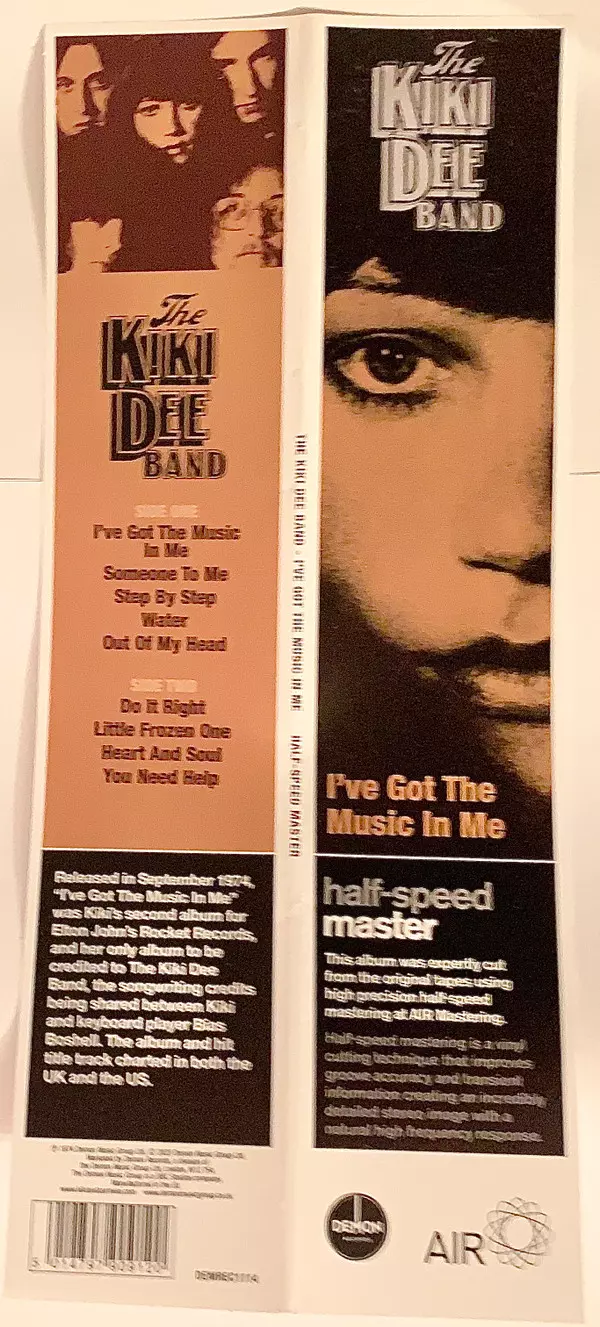 The
KIKI
DEE
BAND
SIDE ONE
I've Got The Music
In Me
Someone To Me
Step By Step
Water
Out Of My Head
SIDE TWO
Do It Right
Little Frozen One
Heart And Soul
You Need Help
Released in September 1974,
"I've Got The Music In Me"
was Kiki's second album for
Elton John's Rocket Records,
and her only album to be
credited to The Kiki Dee
Band, the songwriting credits
being shared between Kiki
and keyboard player Bias
Boshell. The album and hit
title track charted in both the
UK and the US.
DEMREC1114
THE KIKI DEE BAND - I'VE GOT THE MUSIC IN ME HALF-SPEED MASTER
The
KIKI
DEE
BAND
I've Got The
Music In Me
half-speed
master
This album was expertly cut
from the original tapes using
high precision half-speed
mastering at AIR Mastering.
Half-speed mastering is a vinyl
cutting technique that improves
groove accuracy and transient
information creating an incredibly
detailed stereo image with a
natural high frequency response.
DEMON
RECORDS
AIR